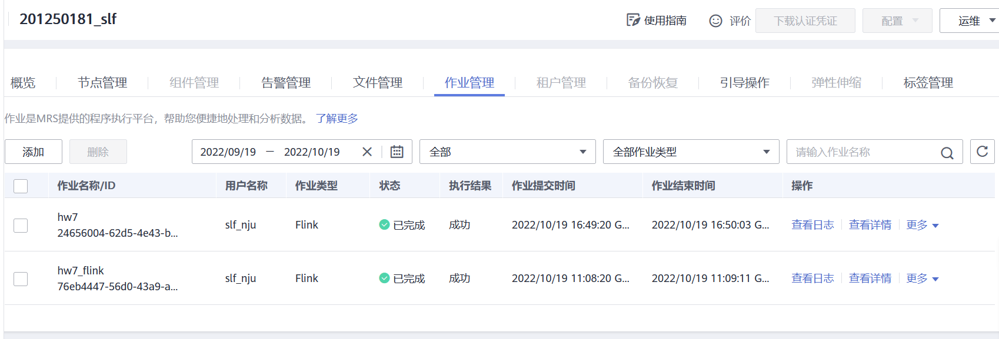 201250181_slf
使用指南 评价 下载认证凭证 配置 运维
概览 节点管理 组件管理 告警管理 文件管理 作业管理 租户管理 备份恢复 引导操作 弹性伸缩 标签管理
作业是MRS提供的程序执行平台，帮助您便捷地处理和分析数据。 了解更多
添加 删除 2022/09/19 — 2022/10/19 全部 全部作业类型 请输入作业名称
作业名称/ID 用户名称 作业类型 状态 执行结果 作业提交时间 作业结束时间 操作
hw7
24656004-62d5-4e43-b... slf_nju Flink 已完成 成功 2022/10/19 16:49:20 G... 2022/10/19 16:50:03 G... 查看日志 查看详情 更多
hw7_flink
76eb4447-56d0-43a9-a... slf_nju Flink 已完成 成功 2022/10/19 11:08:20 G... 2022/10/19 11:09:11 G... 查看日志 查看详情 更多